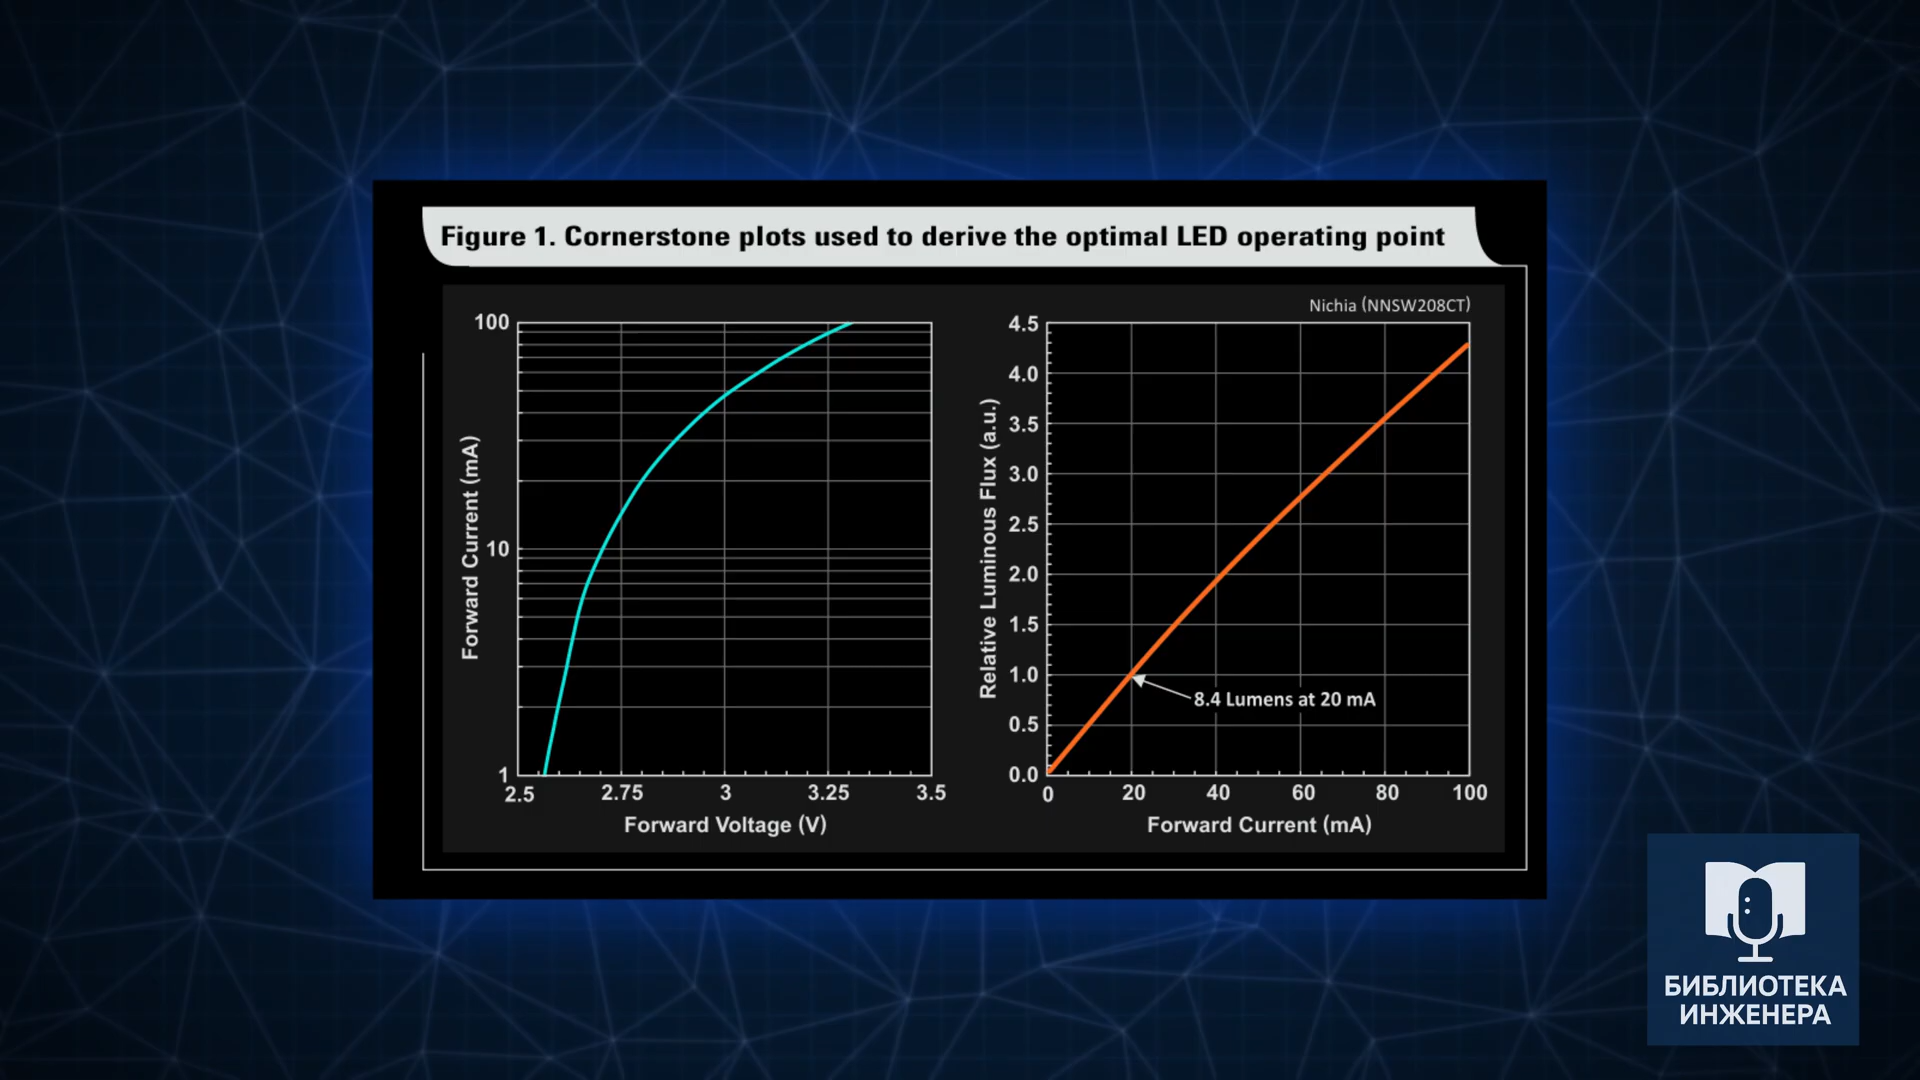 Figure 1. Cornerstone plots used to derive the optimal LED operating point
Nichia (NNSW208CT)
100
10
1
2.5 2.75 3 3.25 3.5
Forward Current (mA)
Forward Voltage (V)
4.5
4.0
3.5
3.0
2.5
2.0
1.5
1.0
0.5
0.0
0 20 40 60 80 100
Relative Luminous Flux (a.u.)
8.4 Lumens at 20 mA
Forward Current (mA)
БИБЛИОТЕКА
ИНЖЕНЕРА